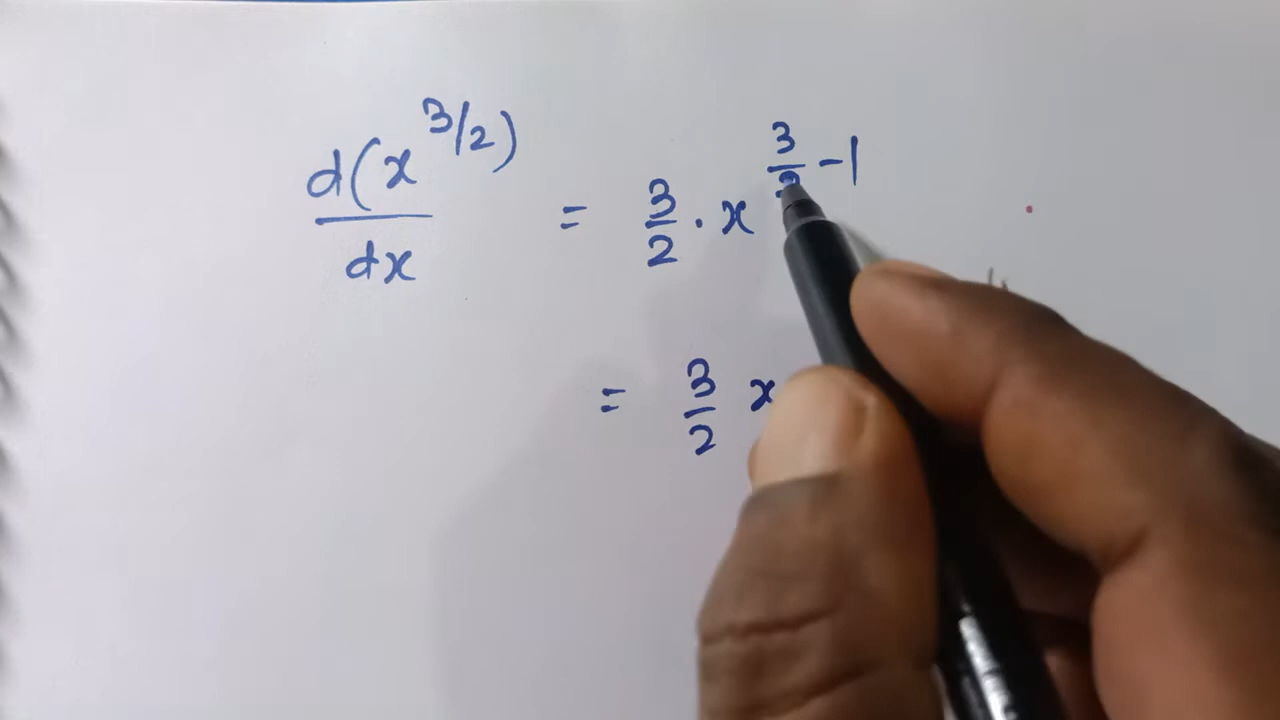 d(x^3/2)/dx = 3/2 . x^3/2 -1
= 3/2 x